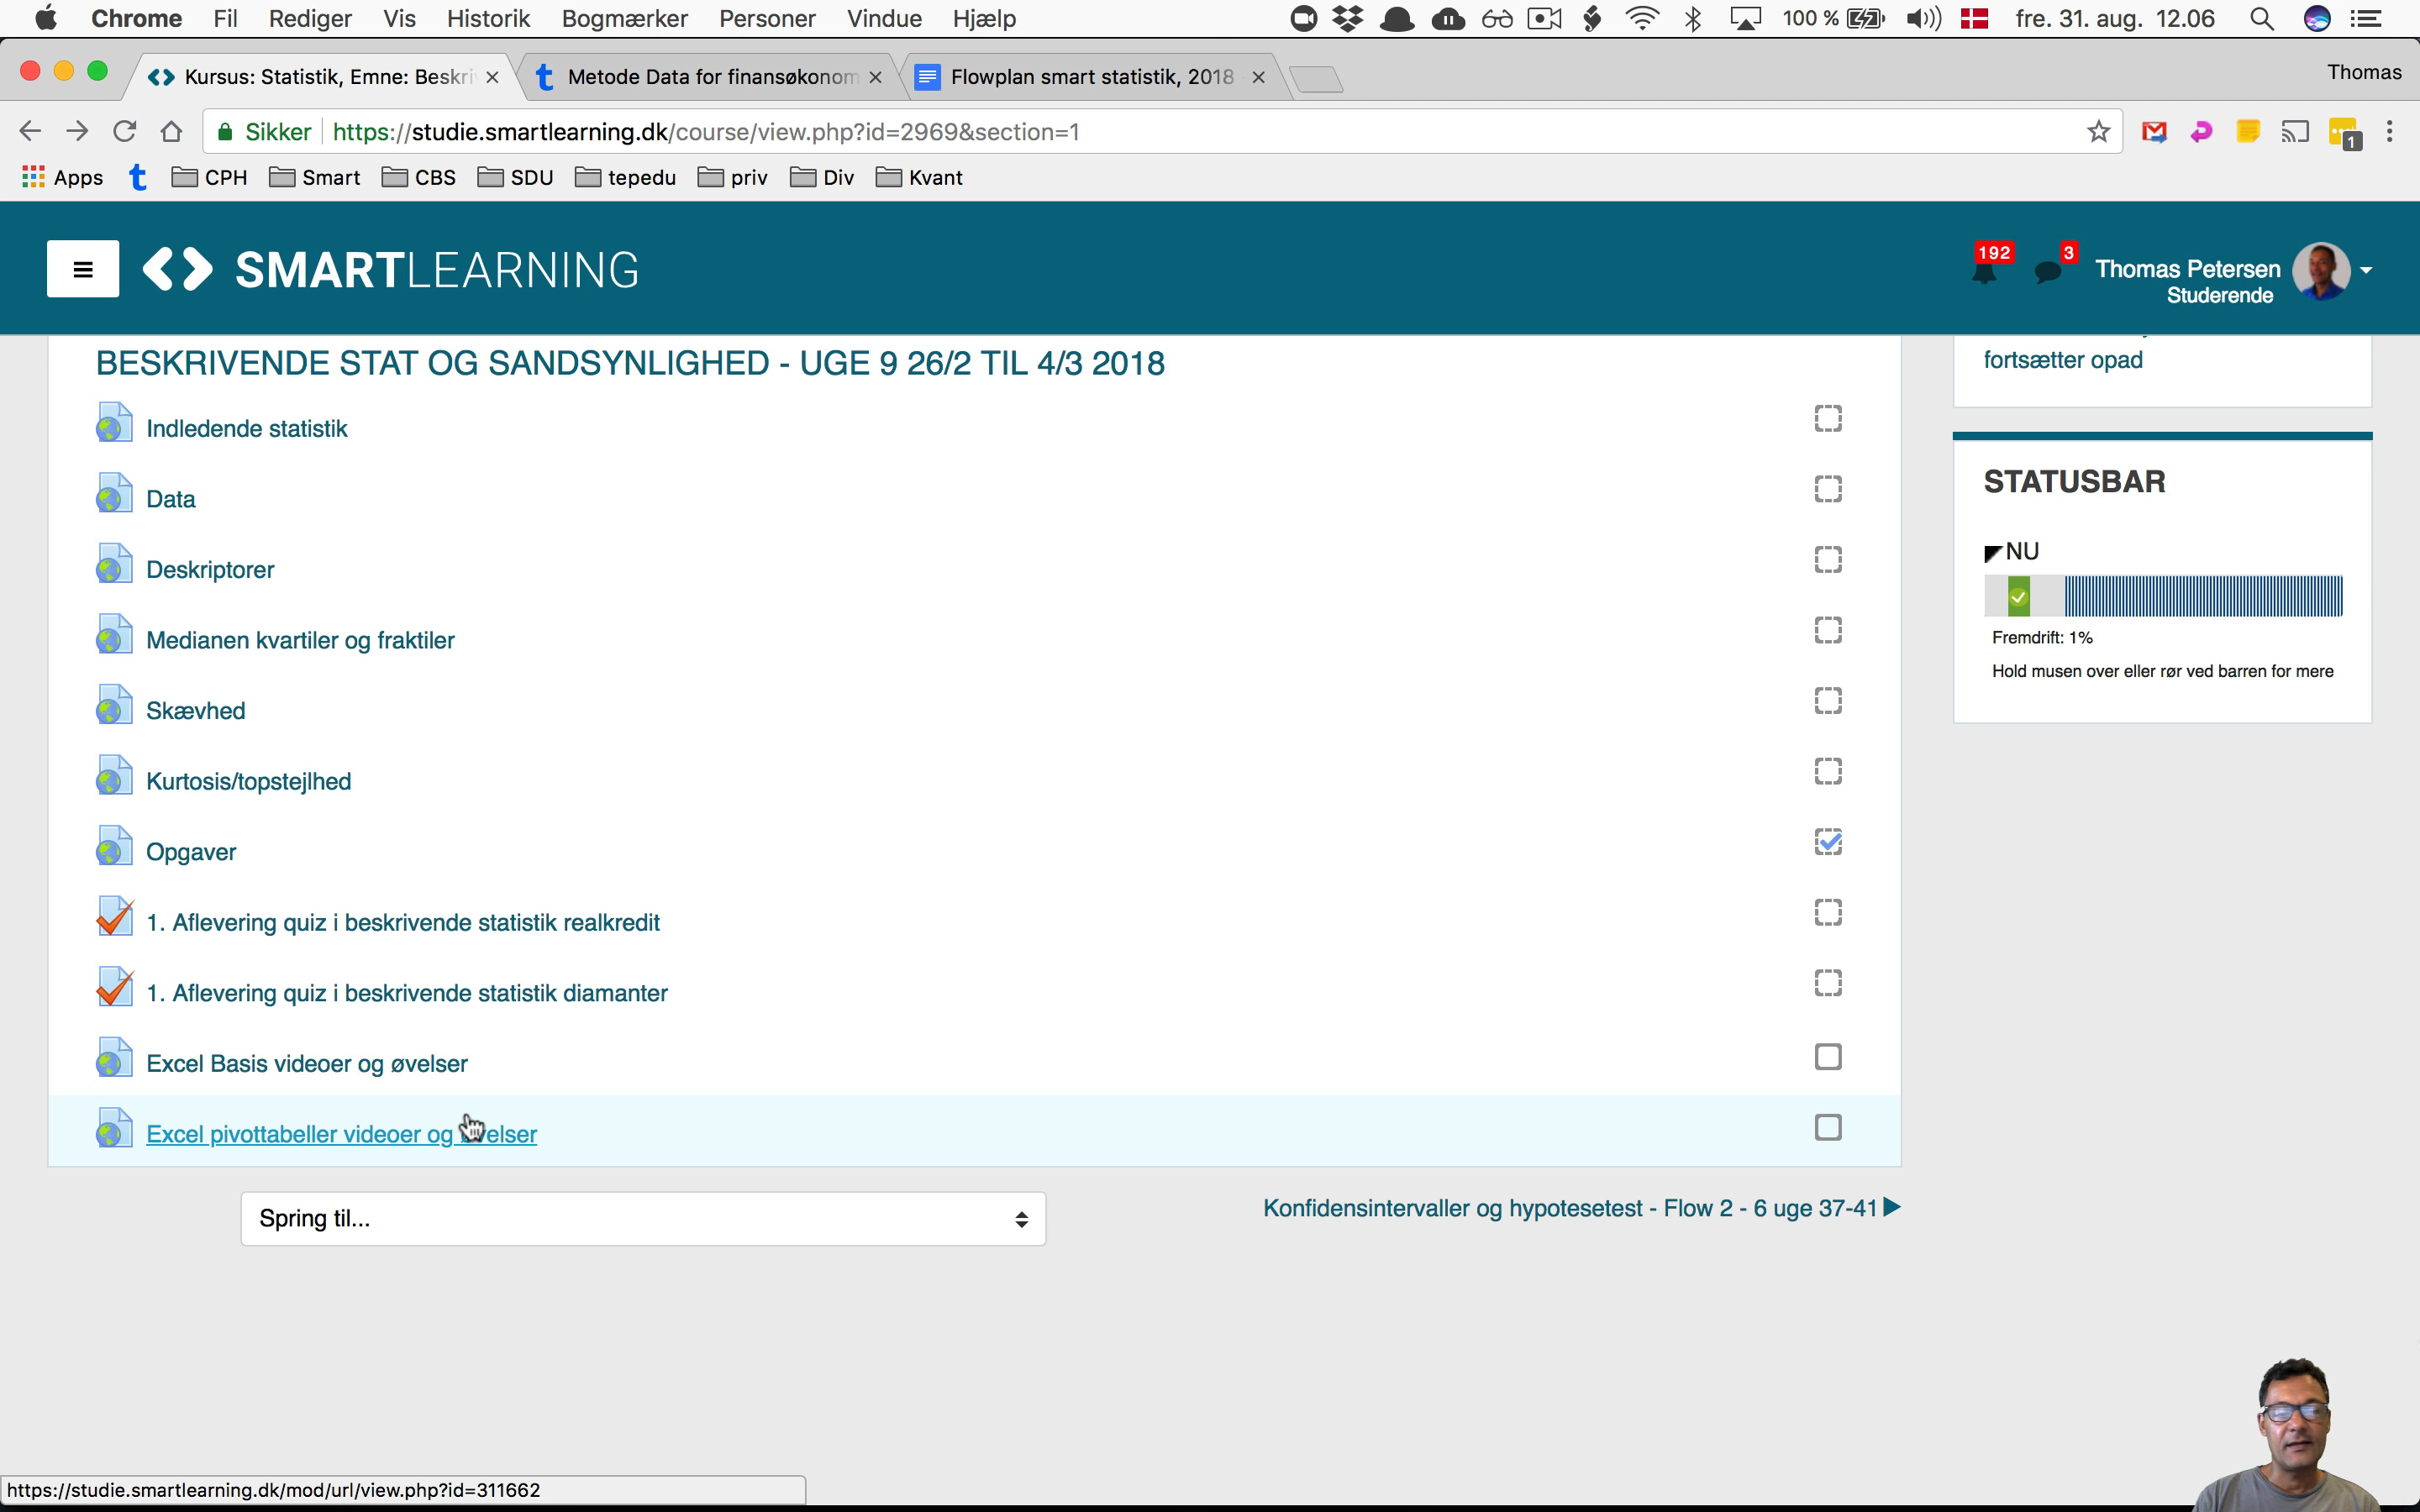 Chrome Fil Rediger Vis Historik Bogmærker Personer Vindue Hjælp 100 % fre. 31. aug. 12.06
Kursus: Statistik, Emne: Beskri Metode Data for finansøkonom Flowplan smart statistik, 2018 Thomas
Sikker https://studie.smartlearning.dk/course/view.php?id=2969&section=1 1
Apps t CPH Smart CBS SDU tepedu priv Div Kvant
SMARTLEARNING
192 3
Thomas Petersen
Studerende
BESKRIVENDE STAT OG SANDSYNLIGHED - UGE 9 26/2 TIL 4/3 2018
Indledende statistik
Data
Deskriptorer
Medianen kvartiler og fraktiler
Skævhed
Kurtosis/topstejlhed
Opgaver
1. Aflevering quiz i beskrivende statistik realkredit
1. Aflevering quiz i beskrivende statistik diamanter
Excel Basis videoer og øvelser
Excel pivottabeller videoer og velser
Spring til...
Konfidensintervaller og hypotesetest - Flow 2 - 6 uge 37-41
fortsætter opad
STATUSBAR
NU
Fremdrift: 1%
Hold musen over eller rør ved barren for mere
https://studie.smartlearning.dk/mod/url/view.php?id=311662